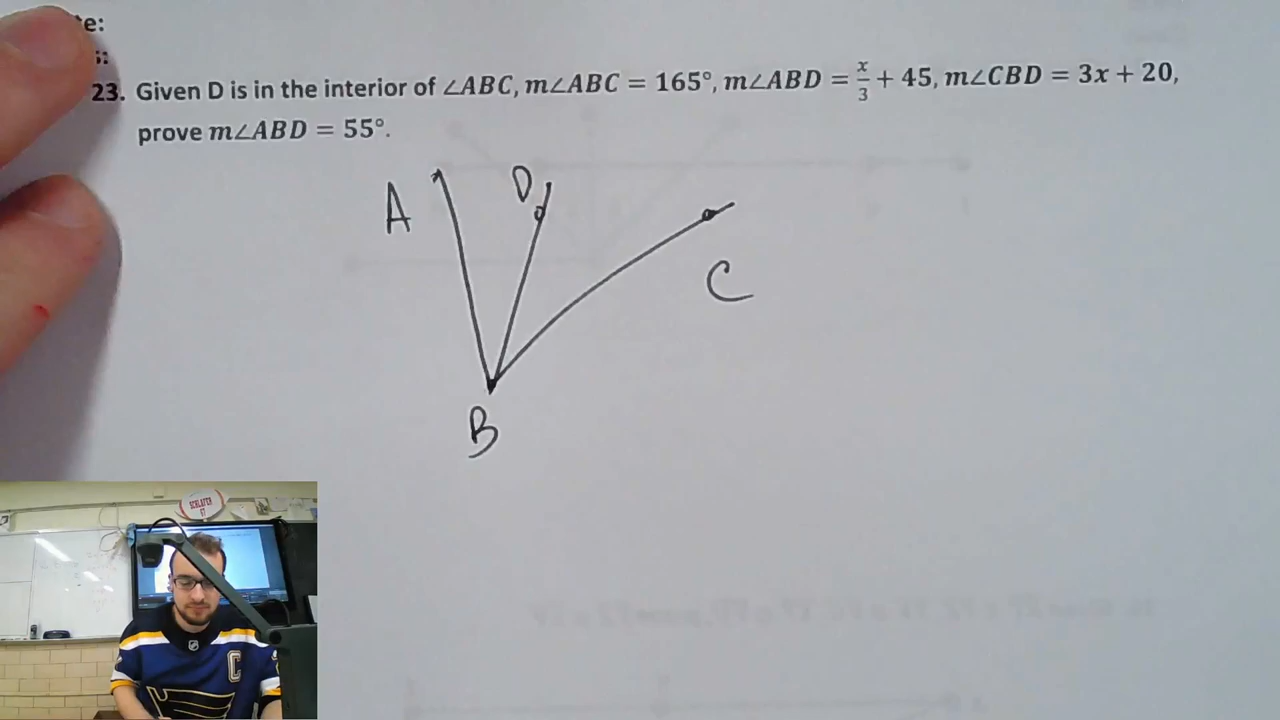 te:
s:
23. Given D is in the interior of ∠ABC, m∠ABC = 165°, m∠ABD = x/3 + 45, m∠CBD = 3x + 20,
prove m∠ABD = 55°.
A
D
C
B
C